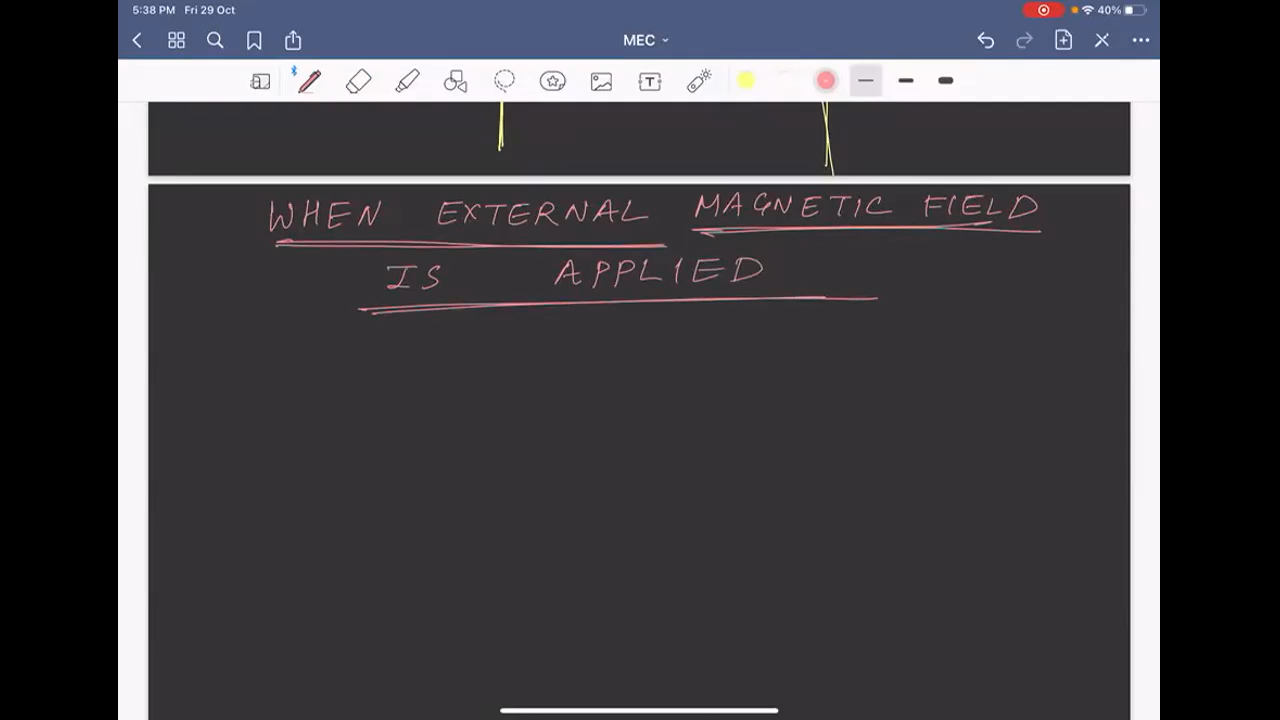 5:38 PM Fri 29 Oct
40%
MEC
T
WHEN EXTERNAL MAGNETIC FIELD
IS APPLIED